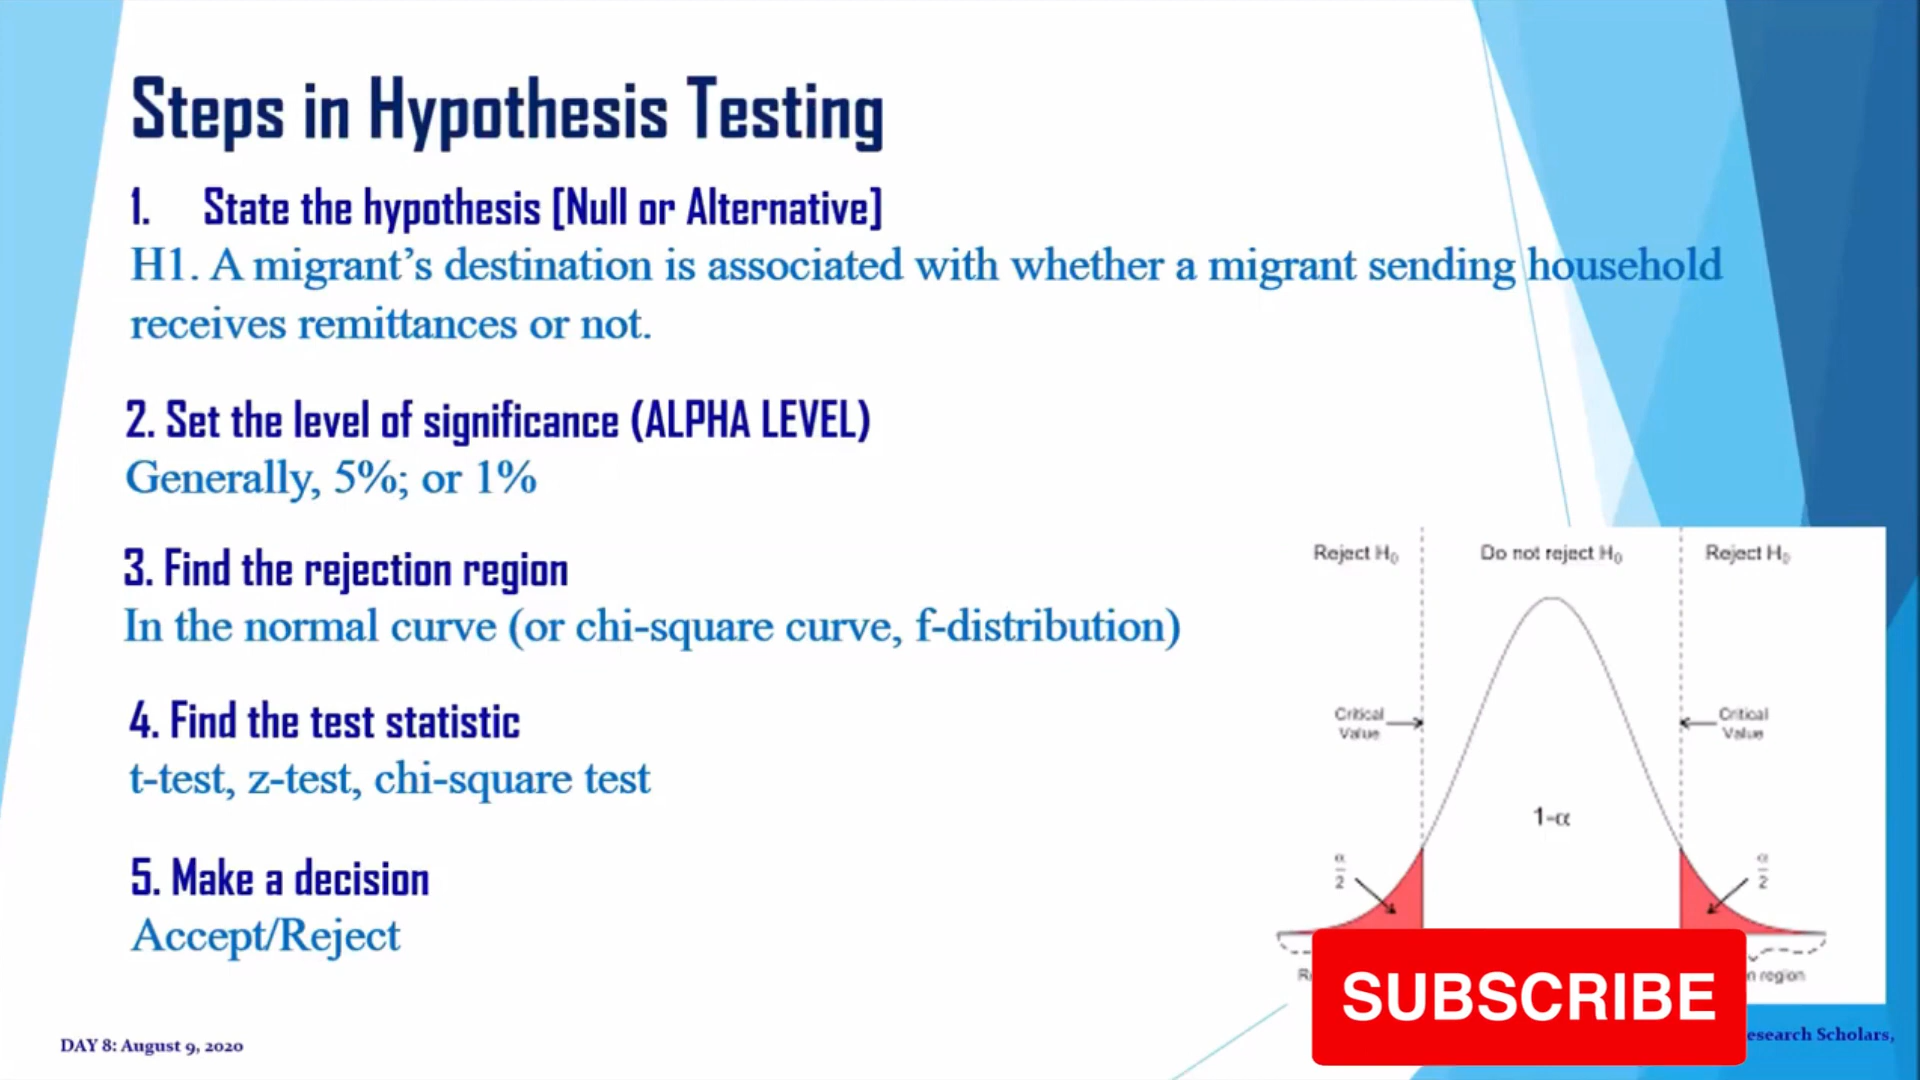 Steps in Hypothesis Testing
1. State the hypothesis [Null or Alternative]
H1. A migrant’s destination is associated with whether a migrant sending household
receives remittances or not.
2. Set the level of significance (ALPHA LEVEL)
Generally, 5%; or 1%
3. Find the rejection region
In the normal curve (or chi-square curve, f-distribution)
4. Find the test statistic
t-test, z-test, chi-square test
5. Make a decision
Accept/Reject
Reject H₀ Do not reject H₀ Reject H₀
Critical
Value
Critical
Value
1-α
α
2
α
2
region
SUBSCRIBE
DAY 8: August 9, 2020
Scholars,